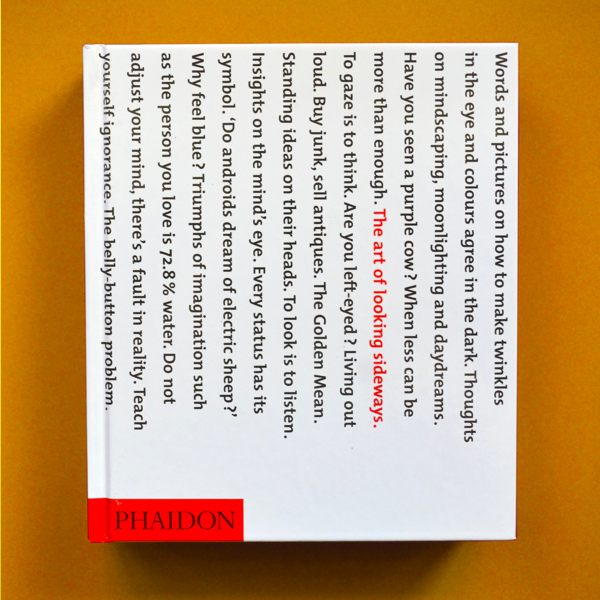 Words and pictures on how to make twinkles
in the eye and colours agree in the dark. Thoughts
on mindscaping, moonlighting and daydreams.
Have you seen a purple cow? When less can be
more than enough. The art of looking sideways.
To gaze is to think. Are you left-eyed? Living out
loud. Buy junk, sell antiques. The Golden Mean.
Standing ideas on their heads. To look is to listen.
Insights on the mind's eye. Every status has its
symbol. 'Do androids dream of electric sheep?'
Why feel blue? Triumphs of imagination such
as the person you love is 72.8% water. Do not
adjust your mind, there's a fault in reality. Teach
yourself ignorance. The belly-button problem.
PHAIDON